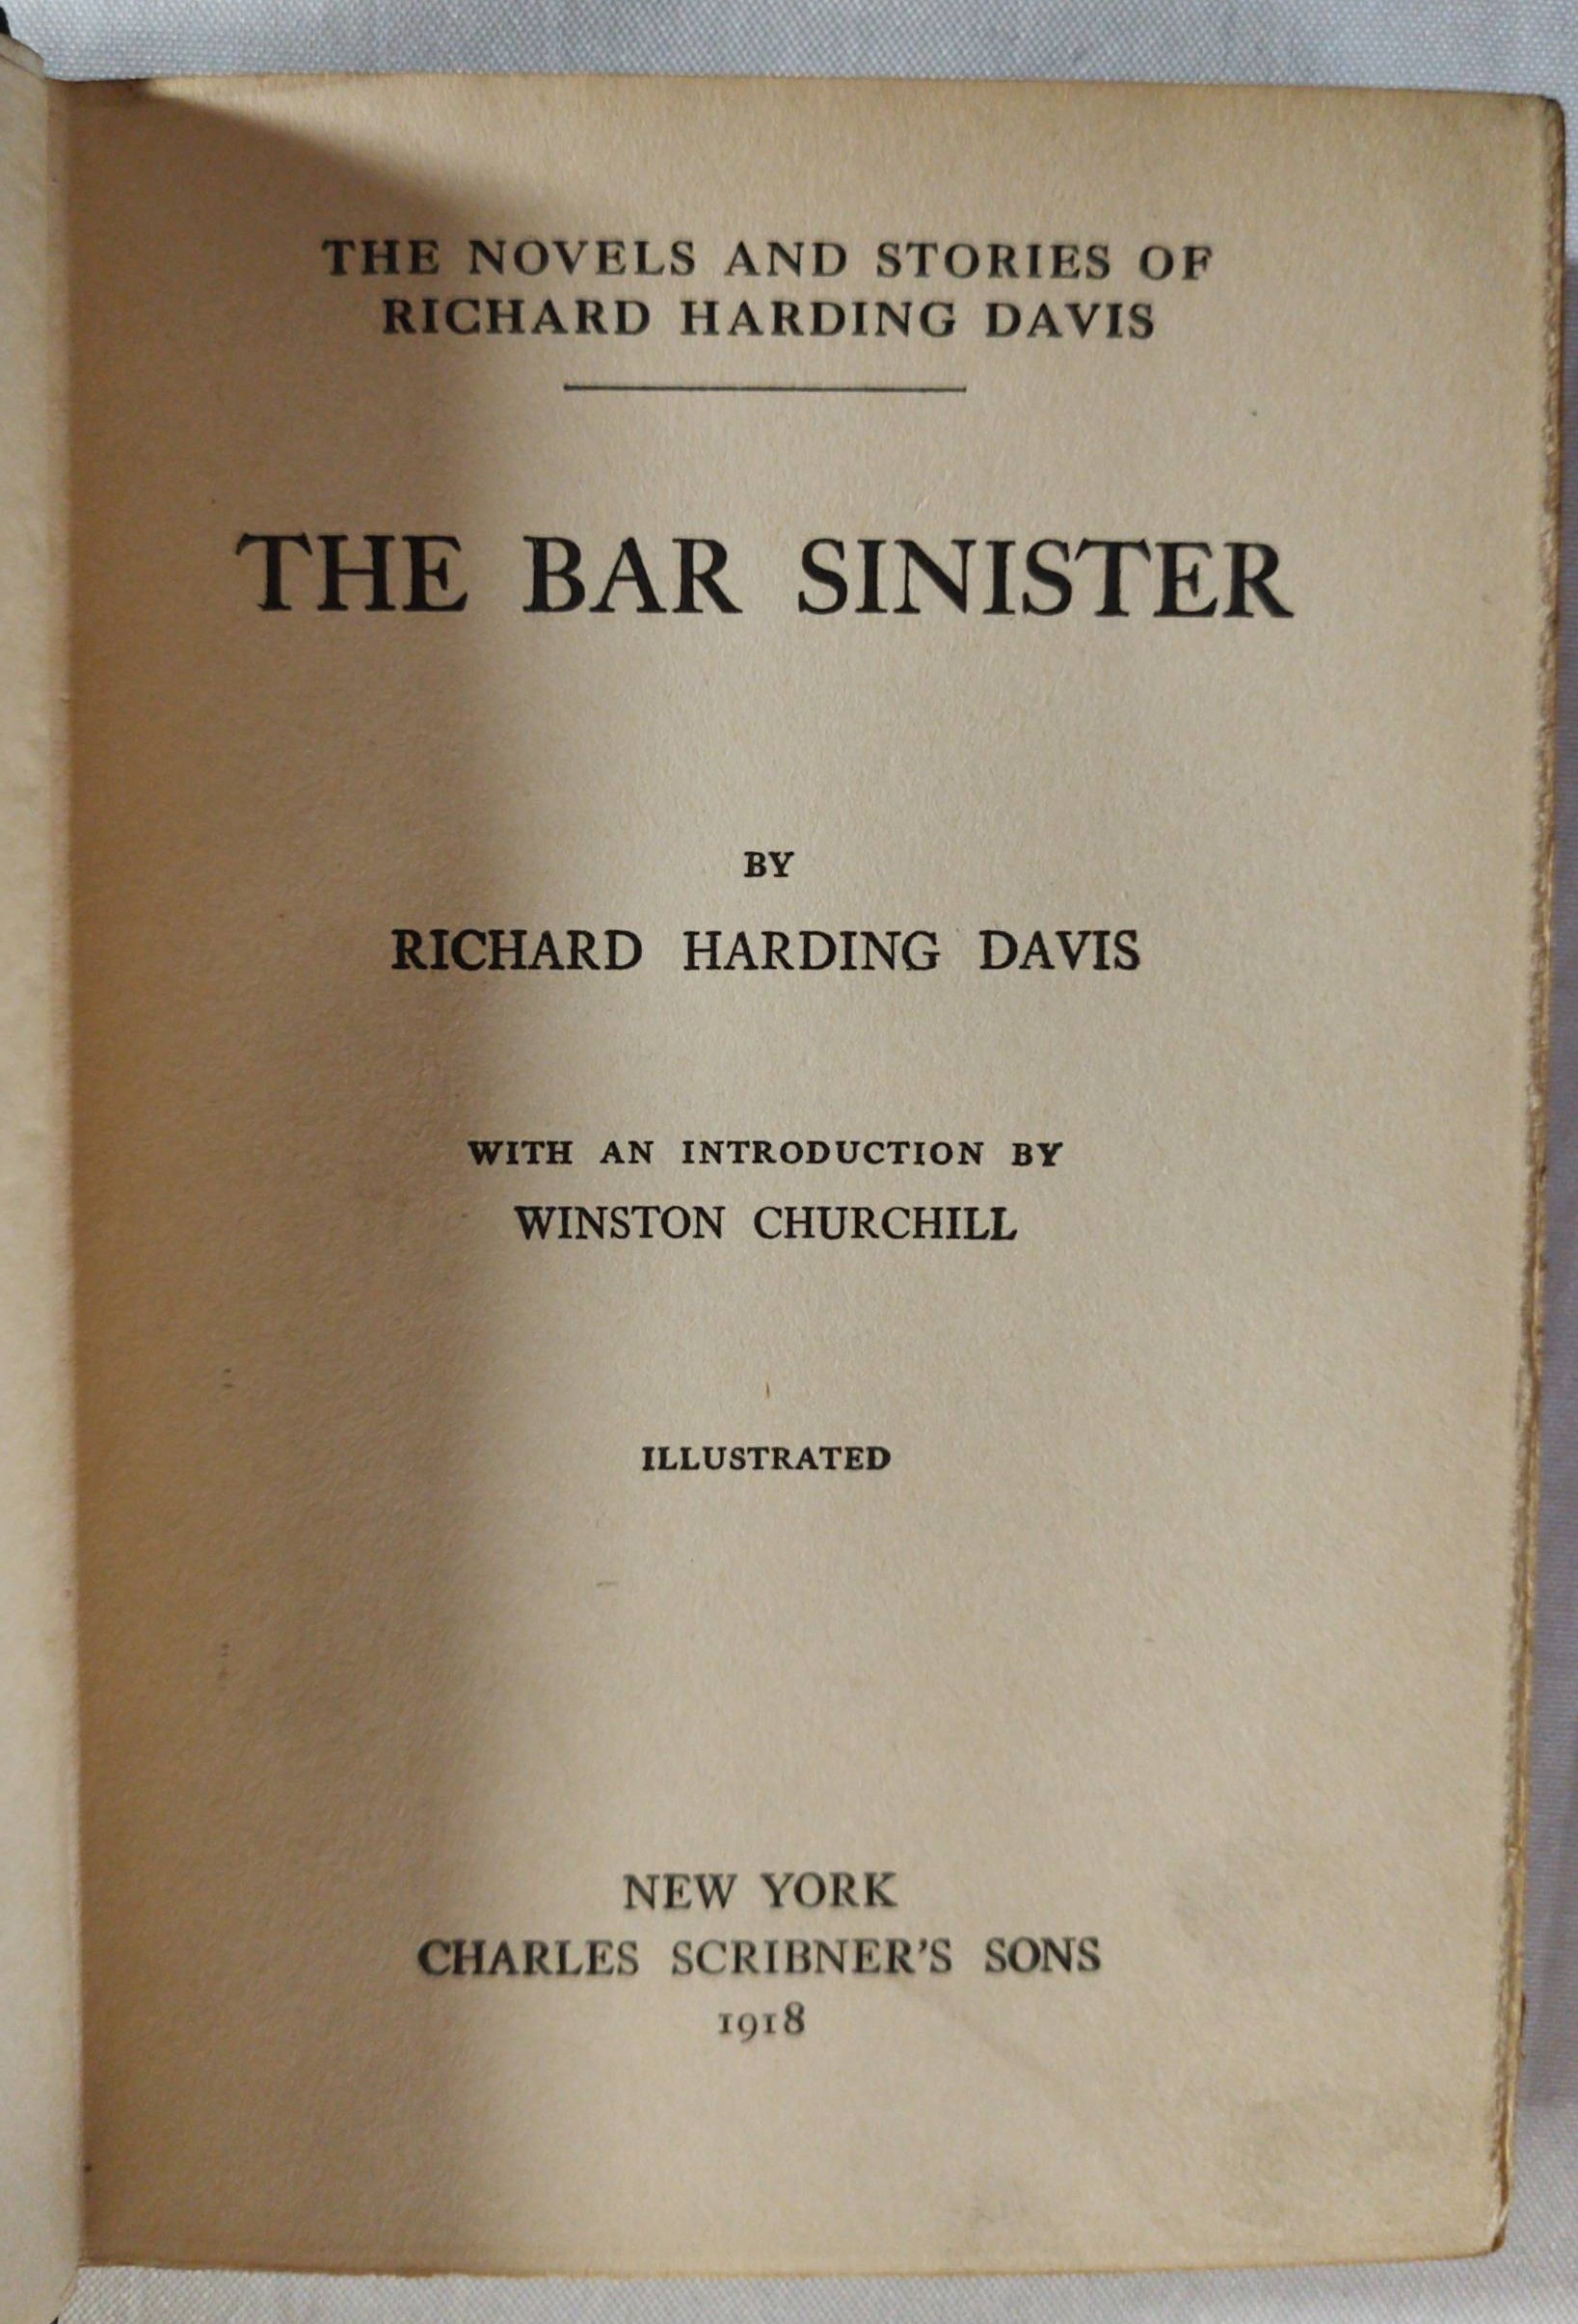 THE NOVELS AND STORIES OF
RICHARD HARDING DAVIS
THE BAR SINISTER
BY
RICHARD HARDING DAVIS
WITH AN INTRODUCTION BY
WINSTON CHURCHILL
ILLUSTRATED
NEW YORK
CHARLES SCRIBNER'S SONS
1918